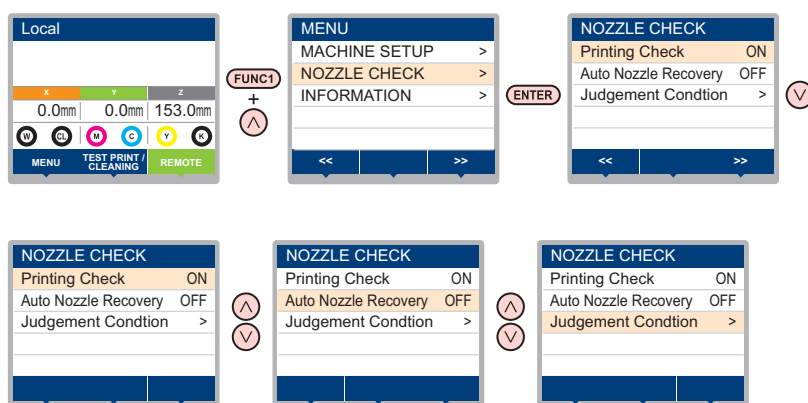 Local
X Y Z
0.0mm 0.0mm 153.0mm
W CL M C Y K
MENU TEST PRINT / CLEANING REMOTE
FUNC1
+
MENU
MACHINE SETUP >
NOZZLE CHECK >
INFORMATION >
<< >>
ENTER
NOZZLE CHECK
Printing Check ON
Auto Nozzle Recovery OFF
Judgement Condtion >
<< >>
NOZZLE CHECK
Printing Check ON
Auto Nozzle Recovery OFF
Judgement Condtion >
NOZZLE CHECK
Printing Check ON
Auto Nozzle Recovery OFF
Judgement Condtion >
NOZZLE CHECK
Printing Check ON
Auto Nozzle Recovery OFF
Judgement Condtion >